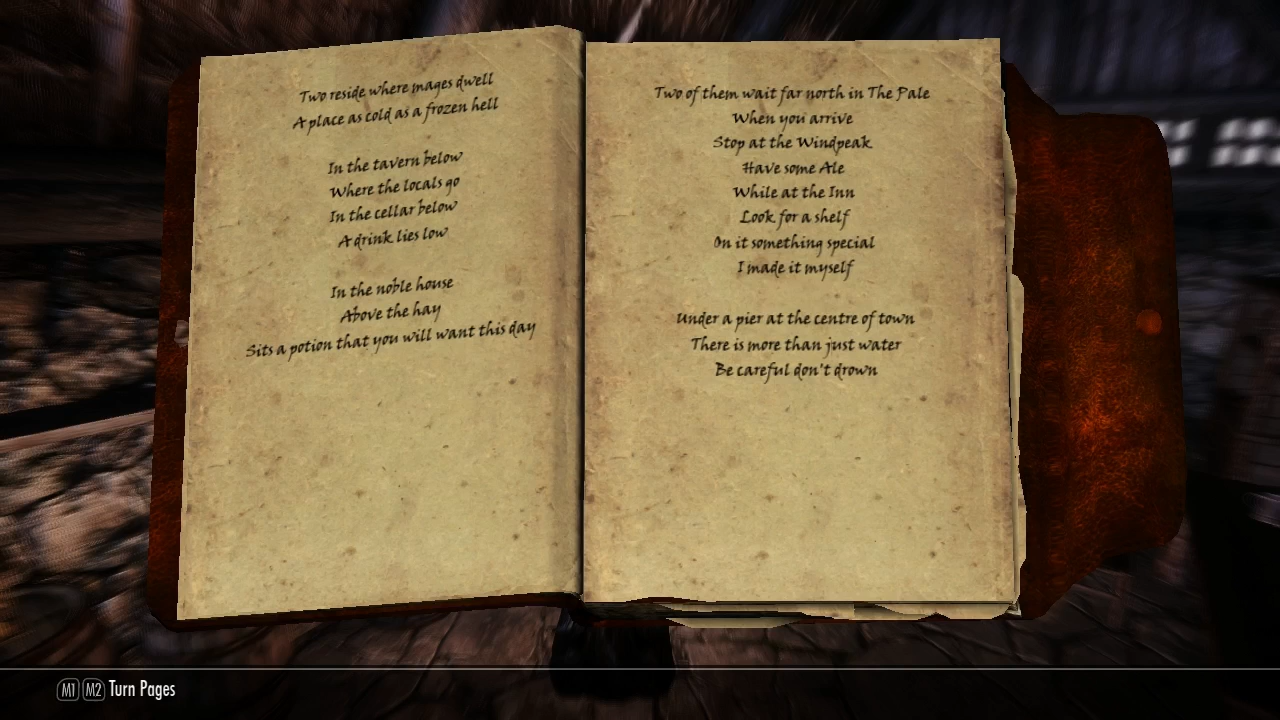 Two reside where mages dwell
A place as cold as a frozen hell
In the tavern below
Where the locals go
In the cellar below
A drink lies low
In the noble house
Above the hay
Sits a potion that you will want this day
Two of them wait far north in The Pale
When you arrive
Stop at the Windpeak
Have some Ale
While at the Inn
Look for a shelf
On it something special
I made it myself
Under a pier at the centre of town
There is more than just water
Be careful don't drown
M1 M2 Turn Pages